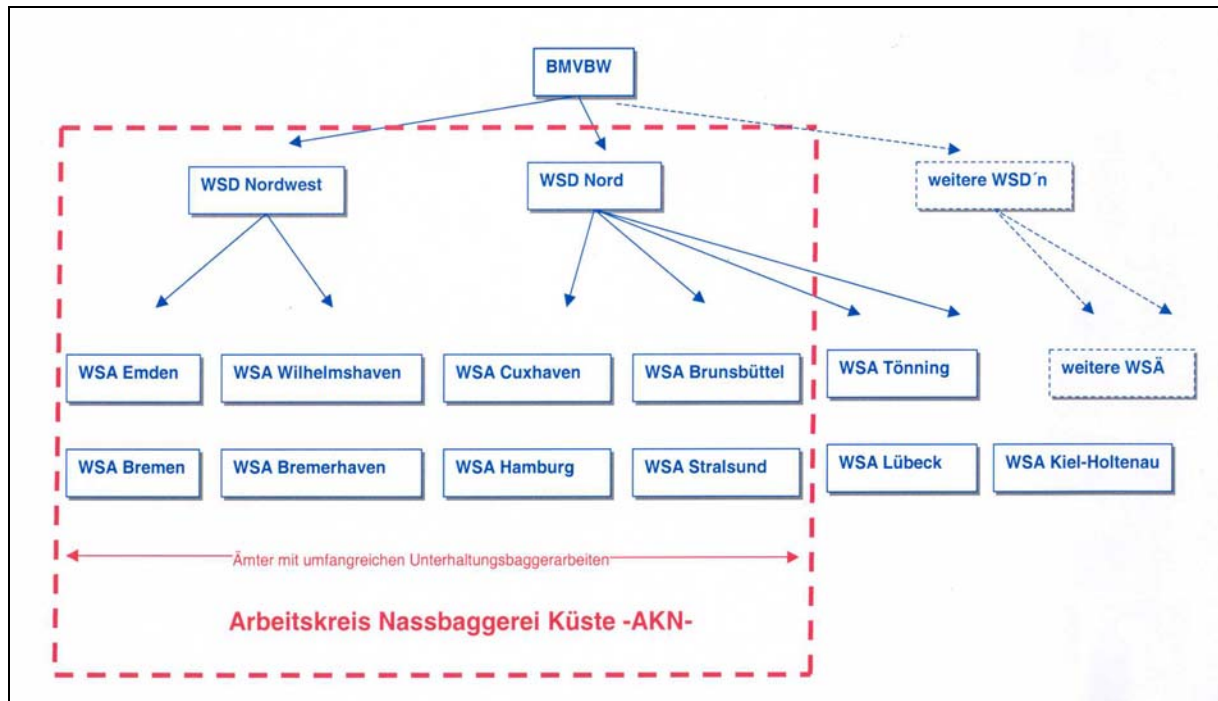 BMVBW
WSD Nordwest
WSD Nord
weitere WSD´n
WSA Emden
WSA Wilhelmshaven
WSA Cuxhaven
WSA Brunsbüttel
WSA Tönning
weitere WSÄ
WSA Bremen
WSA Bremerhaven
WSA Hamburg
WSA Stralsund
WSA Lübeck
WSA Kiel-Holtenau
Ämter mit umfangreichen Unterhaltungsbaggerarbeiten
Arbeitskreis Nassbaggerei Küste -AKN-